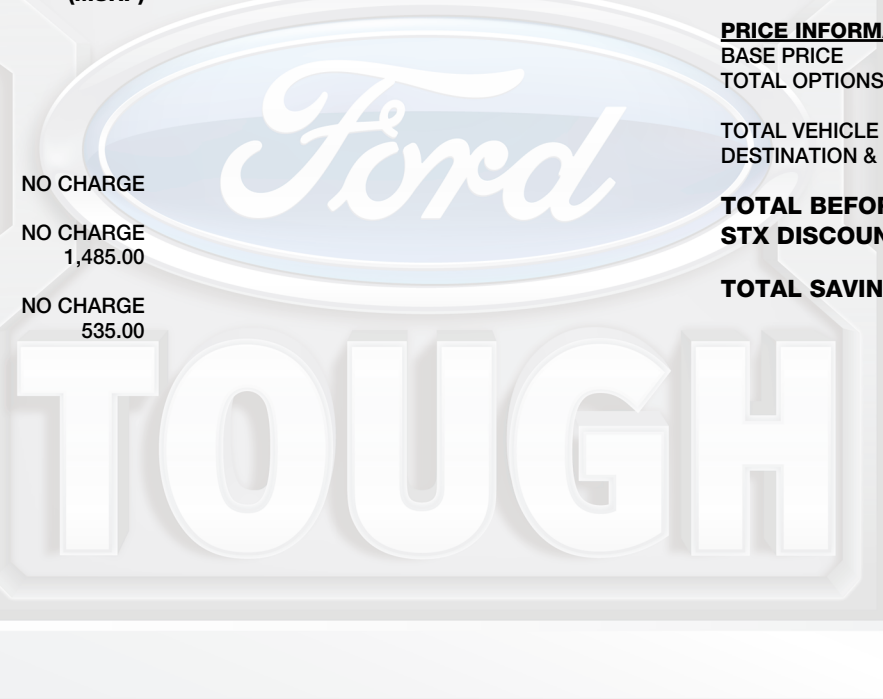 NO CHARGE
NO CHARGE
1,485.00
NO CHARGE
535.00
PRICE INFORM
BASE PRICE
TOTAL OPTIONS
TOTAL VEHICLE
DESTINATION &
TOTAL BEFOR
STX DISCOUN
TOTAL SAVIN
Ford
TOUGH